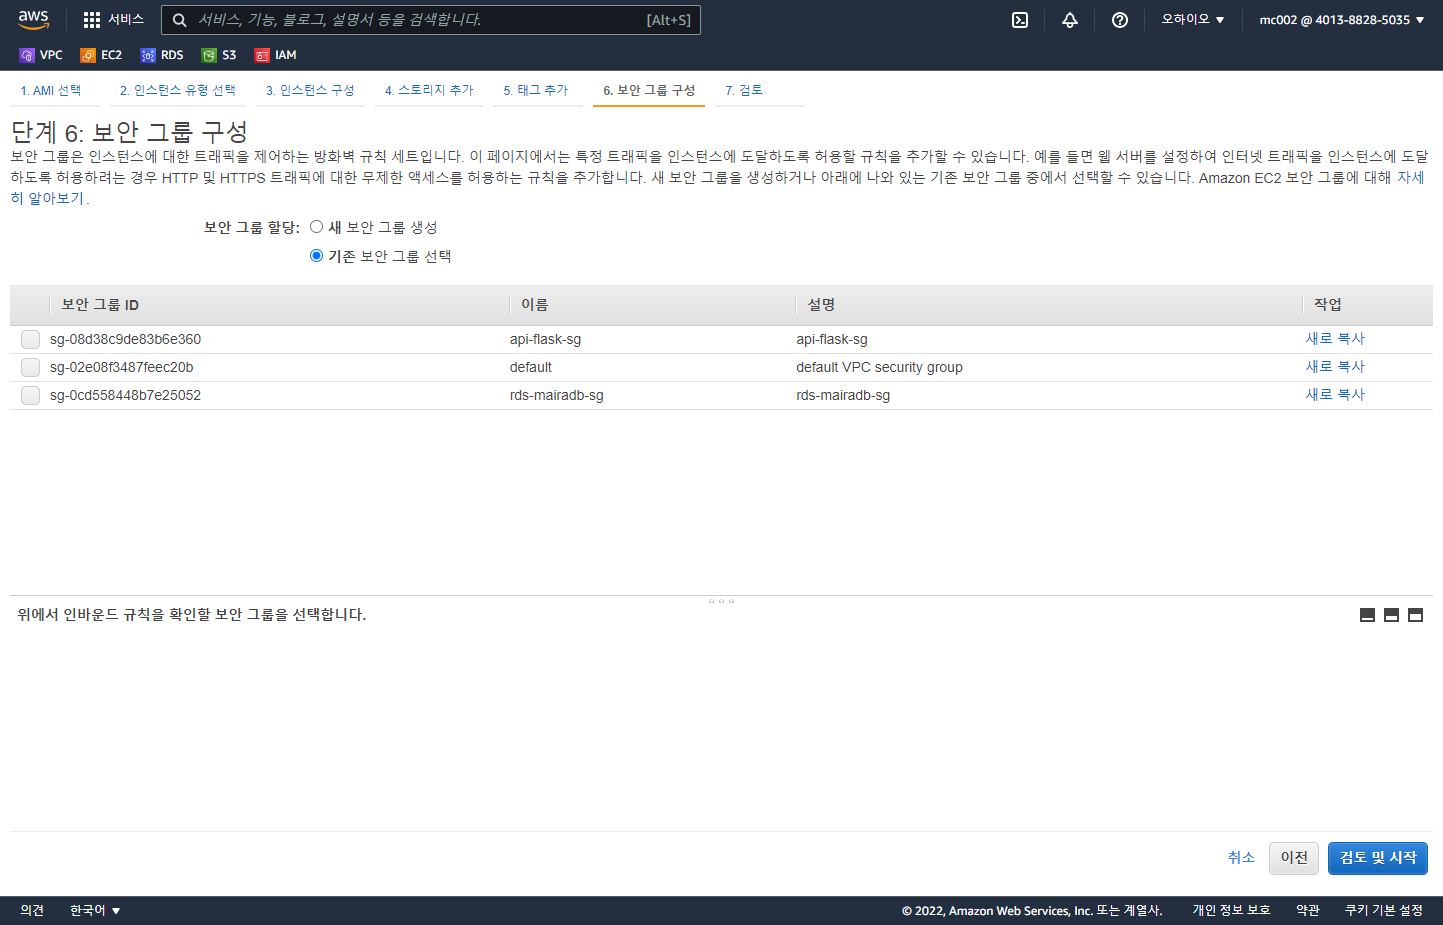 aws
서비스
서비스, 기능, 블로그, 설명서 등을 검색합니다.
[Alt+S]
오하이오 ▼
mc002 @ 4013-8828-5035 ▼
VPC
EC2
RDS
S3
IAM
1. AMI 선택
2. 인스턴스 유형 선택
3. 인스턴스 구성
4. 스토리지 추가
5. 태그 추가
6. 보안 그룹 구성
7. 검토
단계 6: 보안 그룹 구성
보안 그룹은 인스턴스에 대한 트래픽을 제어하는 방화벽 규칙 세트입니다. 이 페이지에서는 특정 트래픽을 인스턴스에 도달하도록 허용할 규칙을 추가할 수 있습니다. 예를 들면 웹 서버를 설정하여 인터넷 트래픽을 인스턴스에 도달
하도록 허용하려는 경우 HTTP 및 HTTPS 트래픽에 대한 무제한 액세스를 허용하는 규칙을 추가합니다. 새 보안 그룹을 생성하거나 아래에 나와 있는 기존 보안 그룹 중에서 선택할 수 있습니다. Amazon EC2 보안 그룹에 대해 자세
히 알아보기.
보안 그룹 할당: 새 보안 그룹 생성
기존 보안 그룹 선택
보안 그룹 ID 이름 설명 작업
sg-08d38c9de83b6e360 api-flask-sg api-flask-sg 새로 복사
sg-02e08f3487feec20b default default VPC security group 새로 복사
sg-0cd558448b7e25052 rds-mairadb-sg rds-mairadb-sg 새로 복사
위에서 인바운드 규칙을 확인할 보안 그룹을 선택합니다.
취소
이전
검토 및 시작
의견
한국어 ▼
© 2022, Amazon Web Services, Inc. 또는 계열사.
개인 정보 보호
약관
쿠키 기본 설정